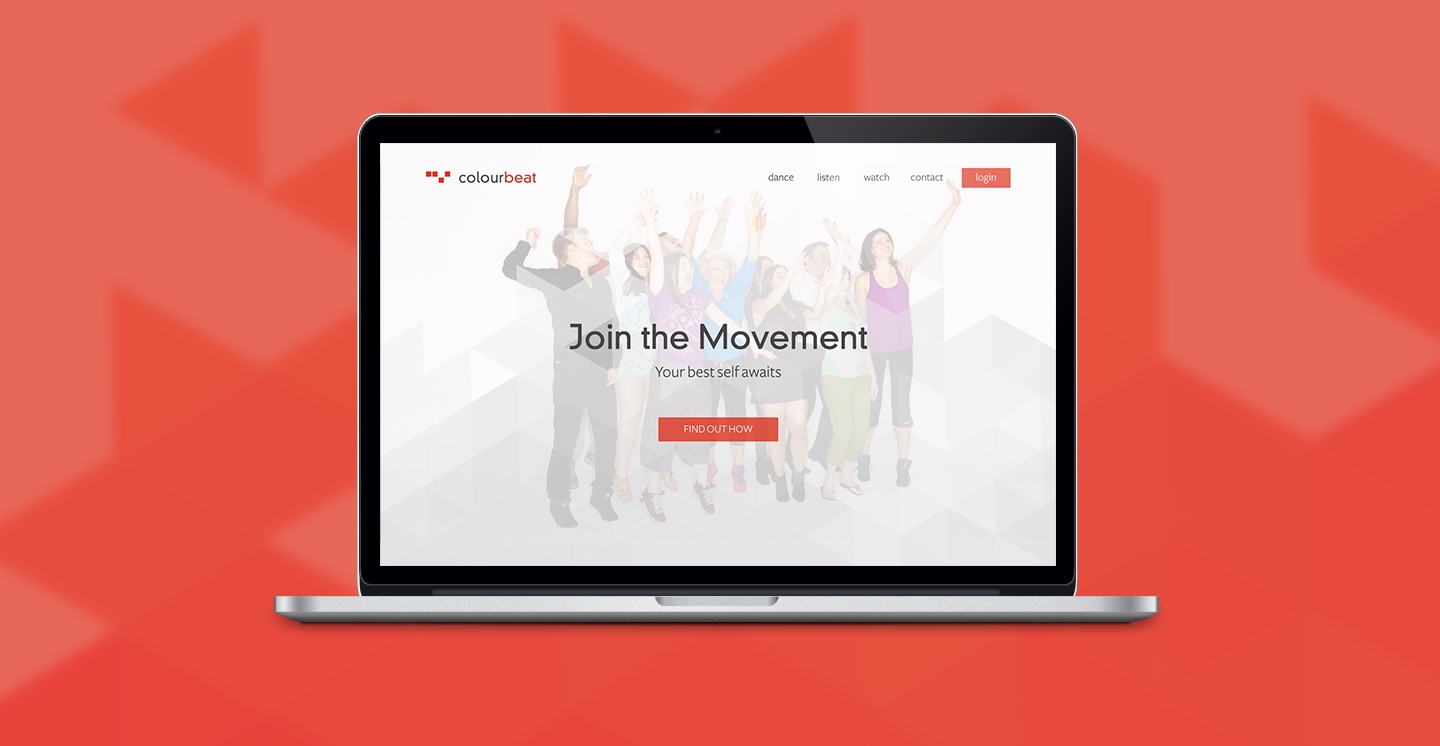 colourbeat
dance listen watch contact login
Join the Movement
Your best self awaits
FIND OUT HOW